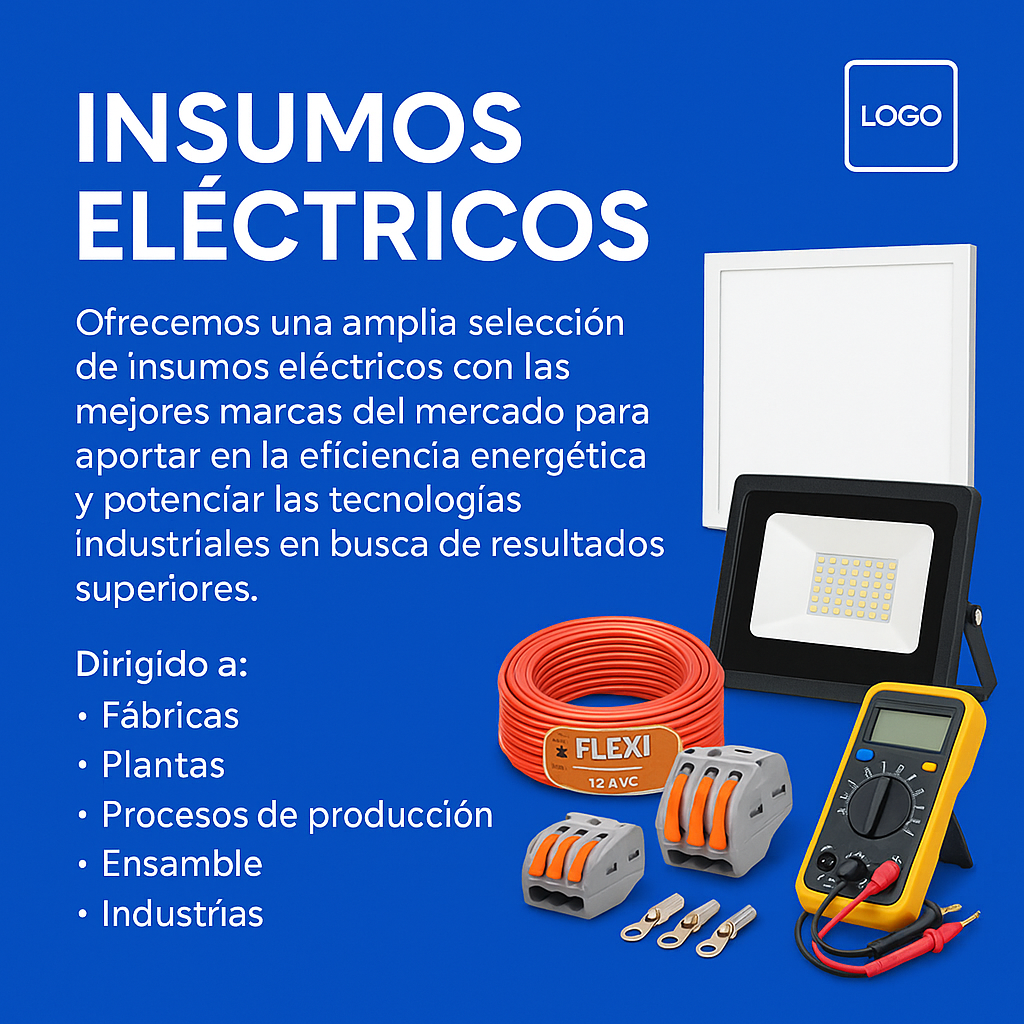 INSUMOS
ELÉCTRICOS
LOGO
Ofrecemos una amplia selección
de insumos eléctricos con las
mejores marcas del mercado para
aportar en la eficiencia energética
y potenciar las tecnologías
industriales en busca de resultados
superiores.
Dirigido a:
• Fábricas
• Plantas
• Procesos de producción
• Ensamble
• Industrias
FLEXI
12 AVC